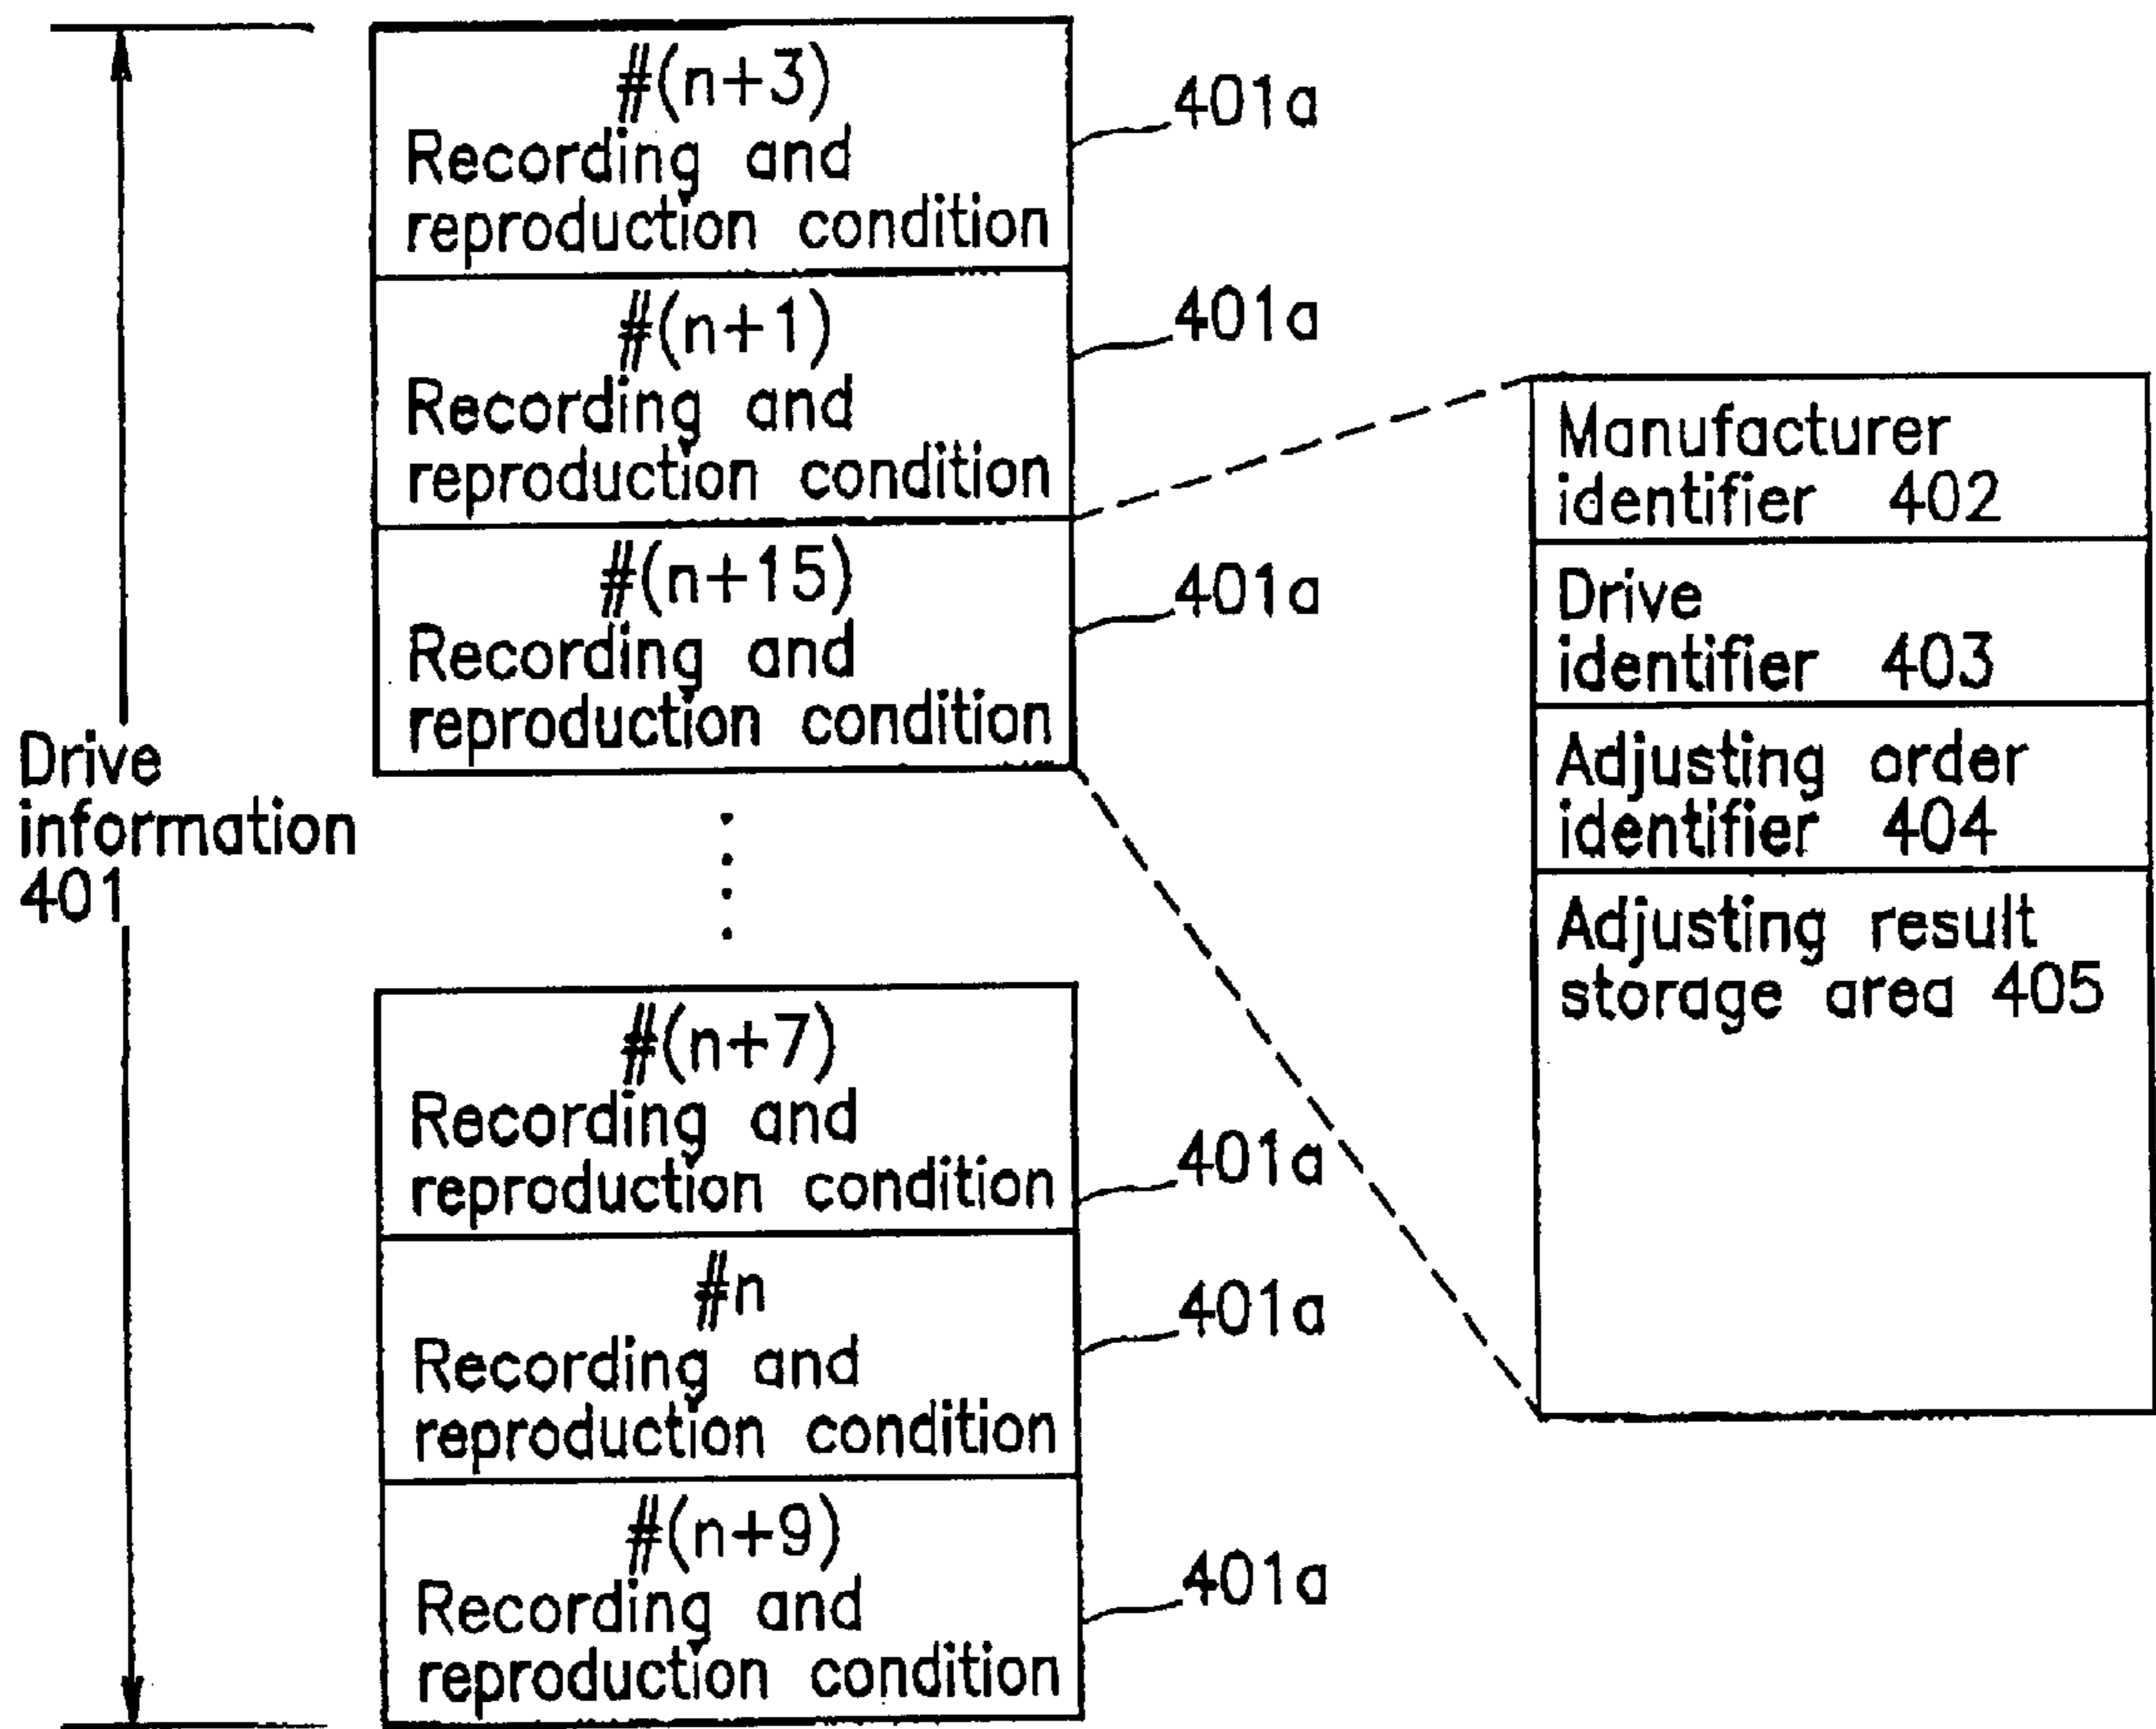 #(n+3)
Recording and
reproduction condition
401a
#(n+1)
Recording and
reproduction condition
401a
#(n+15)
Recording and
reproduction condition
401a
Drive
information
401
#(n+7)
Recording and
reproduction condition
401a
#n
Recording and
reproduction condition
401a
#(n+9)
Recording and
reproduction condition
401a
Manufacturer
identifier 402
Drive
identifier 403
Adjusting order
identifier 404
Adjusting result
storage area 405